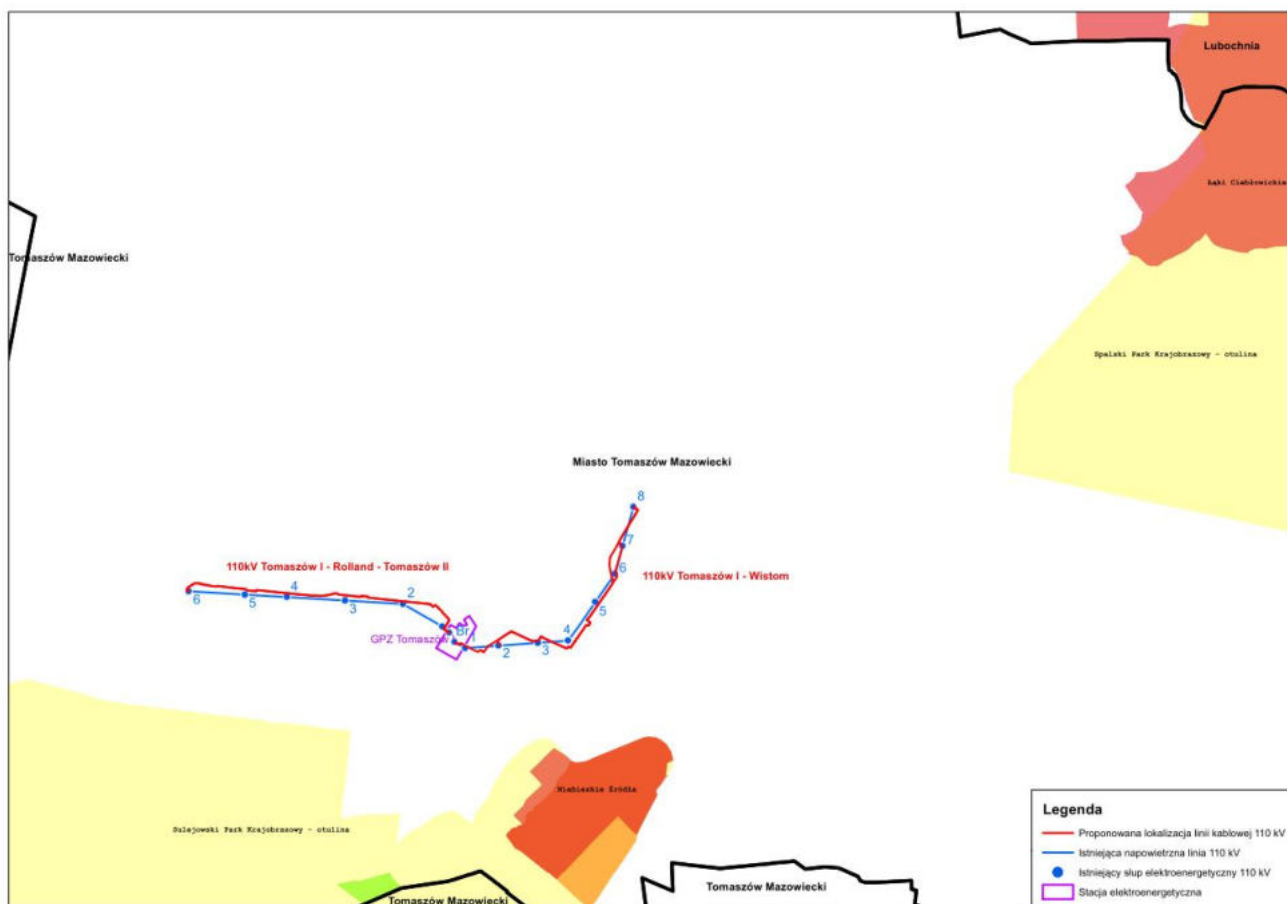 Lubochnia
Łąki Ciebłowickie
Tomaszów Mazowiecki
Spalski Park Krajobrazowy - otulina
Miasto Tomaszów Mazowiecki
8
7
110kV Tomaszów I - Rolland - Tomaszów II
6
110kV Tomaszów I - Wistom
6
5
4
3
2
5
GPZ Tomaszów
Br
1
2
3
4
Niebieskie Źródła
Sulejowski Park Krajobrazowy - otulina
Tomaszów Mazowiecki
Tomaszów Mazowiecki
Legenda
Proponowana lokalizacja linii kablowej 110 kV
Istniejąca napowietrzna linia 110 kV
Istniejący słup elektroenergetyczny 110 kV
Stacja elektroenergetyczna